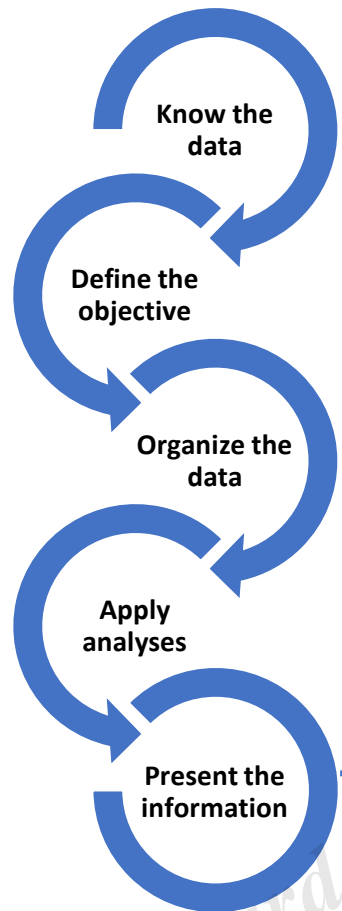 Know the
data
Define the
objective
Organize the
data
Apply
analyses
Present the
information